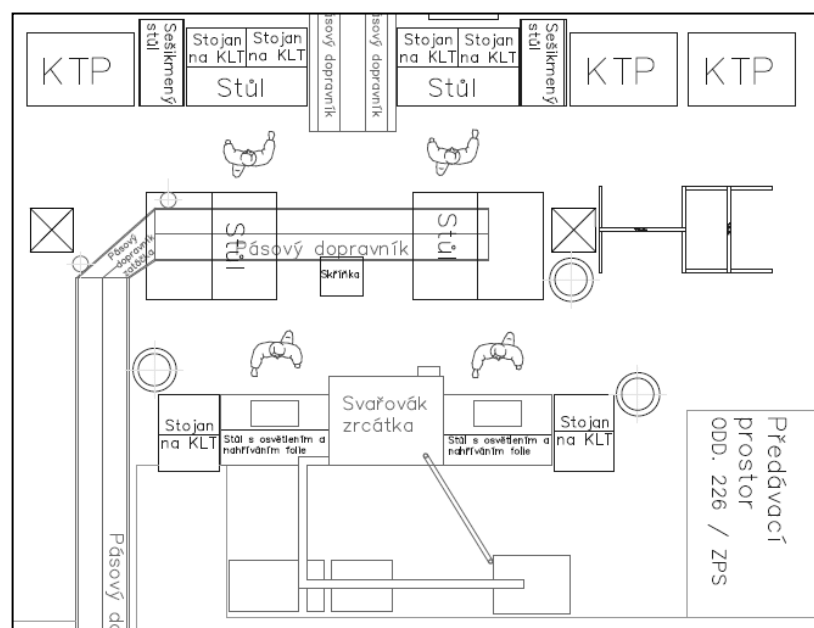 KTP
Sešikmený
stůl
Stojan
na KLT
Stojan
na KLT
Stůl
Pásový dopravník
Pásový dopravník
Stojan
na KLT
Stojan
na KLT
Stůl
Sešikmený
stůl
KTP
KTP
Pásový
dopravník
zatáčka
Stůl
Pásový dopravník
Stůl
Skříňka
Stojan
na KLT
Stůl s osvětlením a
nahříváním folie
Svařovák
zrcátka
Stůl s osvětlením a
nahříváním folie
Stojan
na KLT
Předávací
prostor
ODD. 226 / ZPS
Pásový do